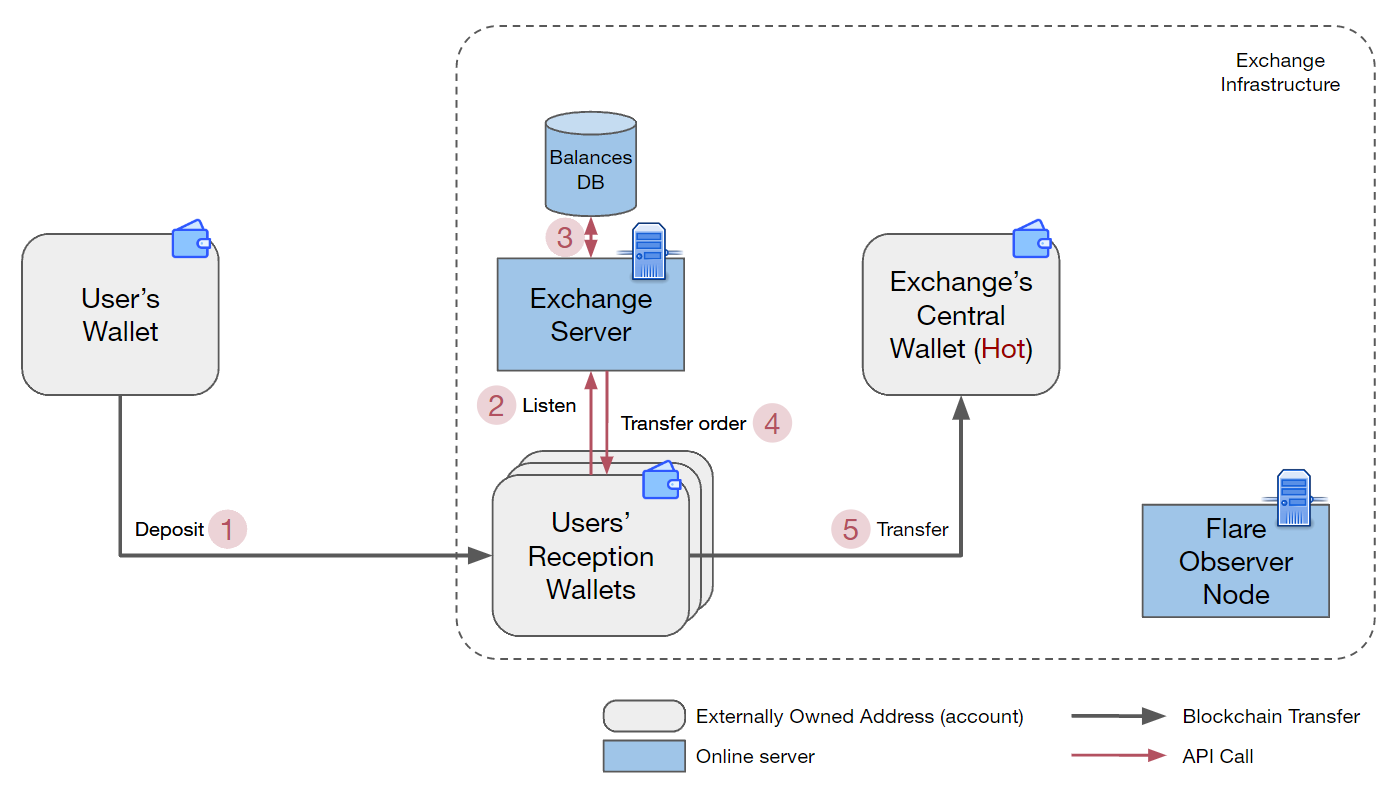 Exchange
Infrastructure
Balances
DB
3
User's
Wallet
Exchange
Server
Exchange's
Central
Wallet (Hot)
2 Listen
Transfer order 4
Deposit 1
Users'
Reception
Wallets
5 Transfer
Flare
Observer
Node
Externally Owned Address (account)
Blockchain Transfer
Online server
API Call